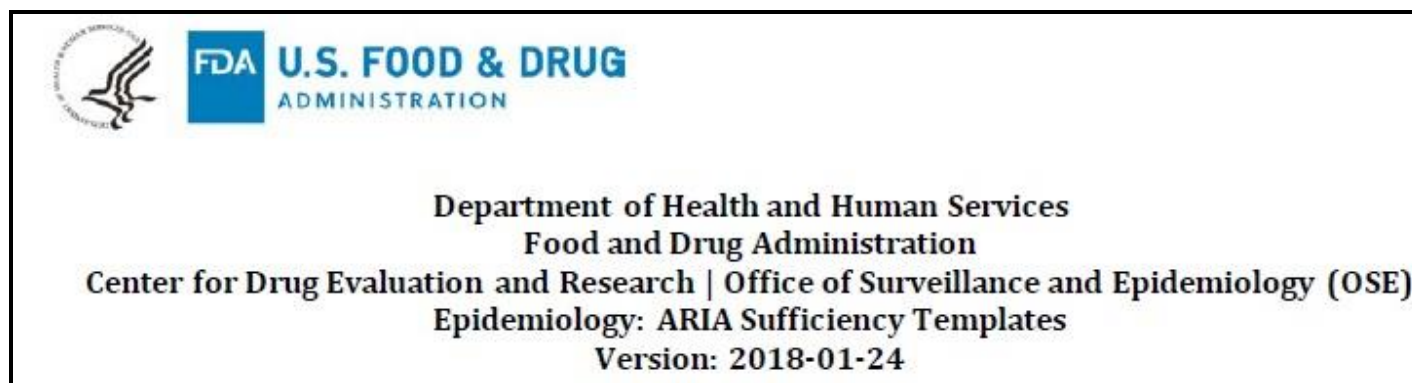 FDA U.S. FOOD & DRUG
ADMINISTRATION
Department of Health and Human Services
Food and Drug Administration
Center for Drug Evaluation and Research | Office of Surveillance and Epidemiology (OSE)
Epidemiology: ARIA Sufficiency Templates
Version: 2018-01-24